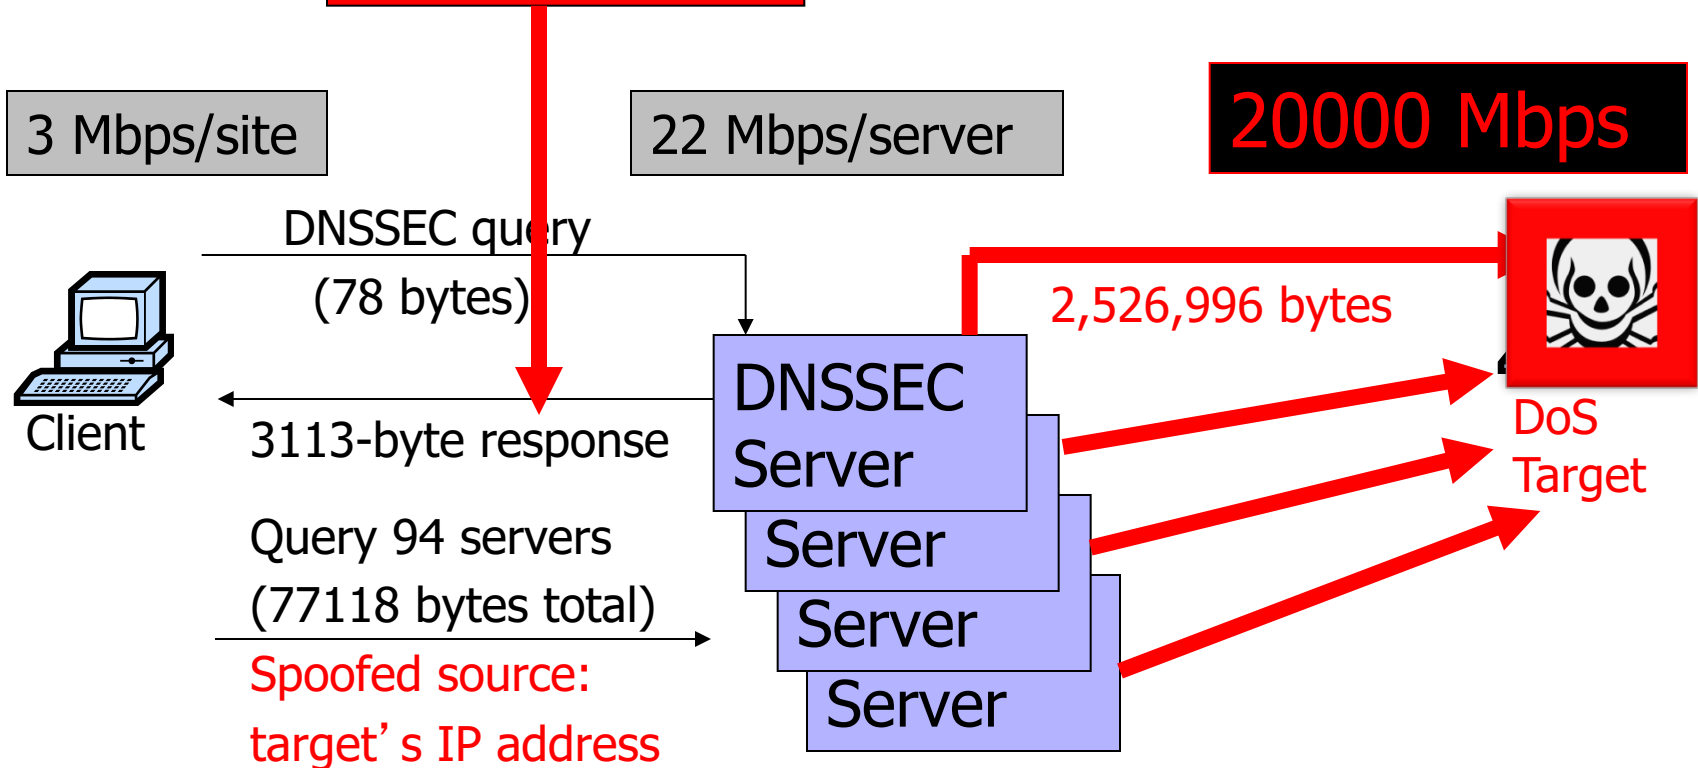 3 Mbps/site
22 Mbps/server
20000 Mbps
DNSSEC query
(78 bytes)
2,526,996 bytes
DNSSEC
Server
Client
3113-byte response
DoS
Target
Query 94 servers
(77118 bytes total)
Server
Server
Spoofed source:
target’s IP address
Server